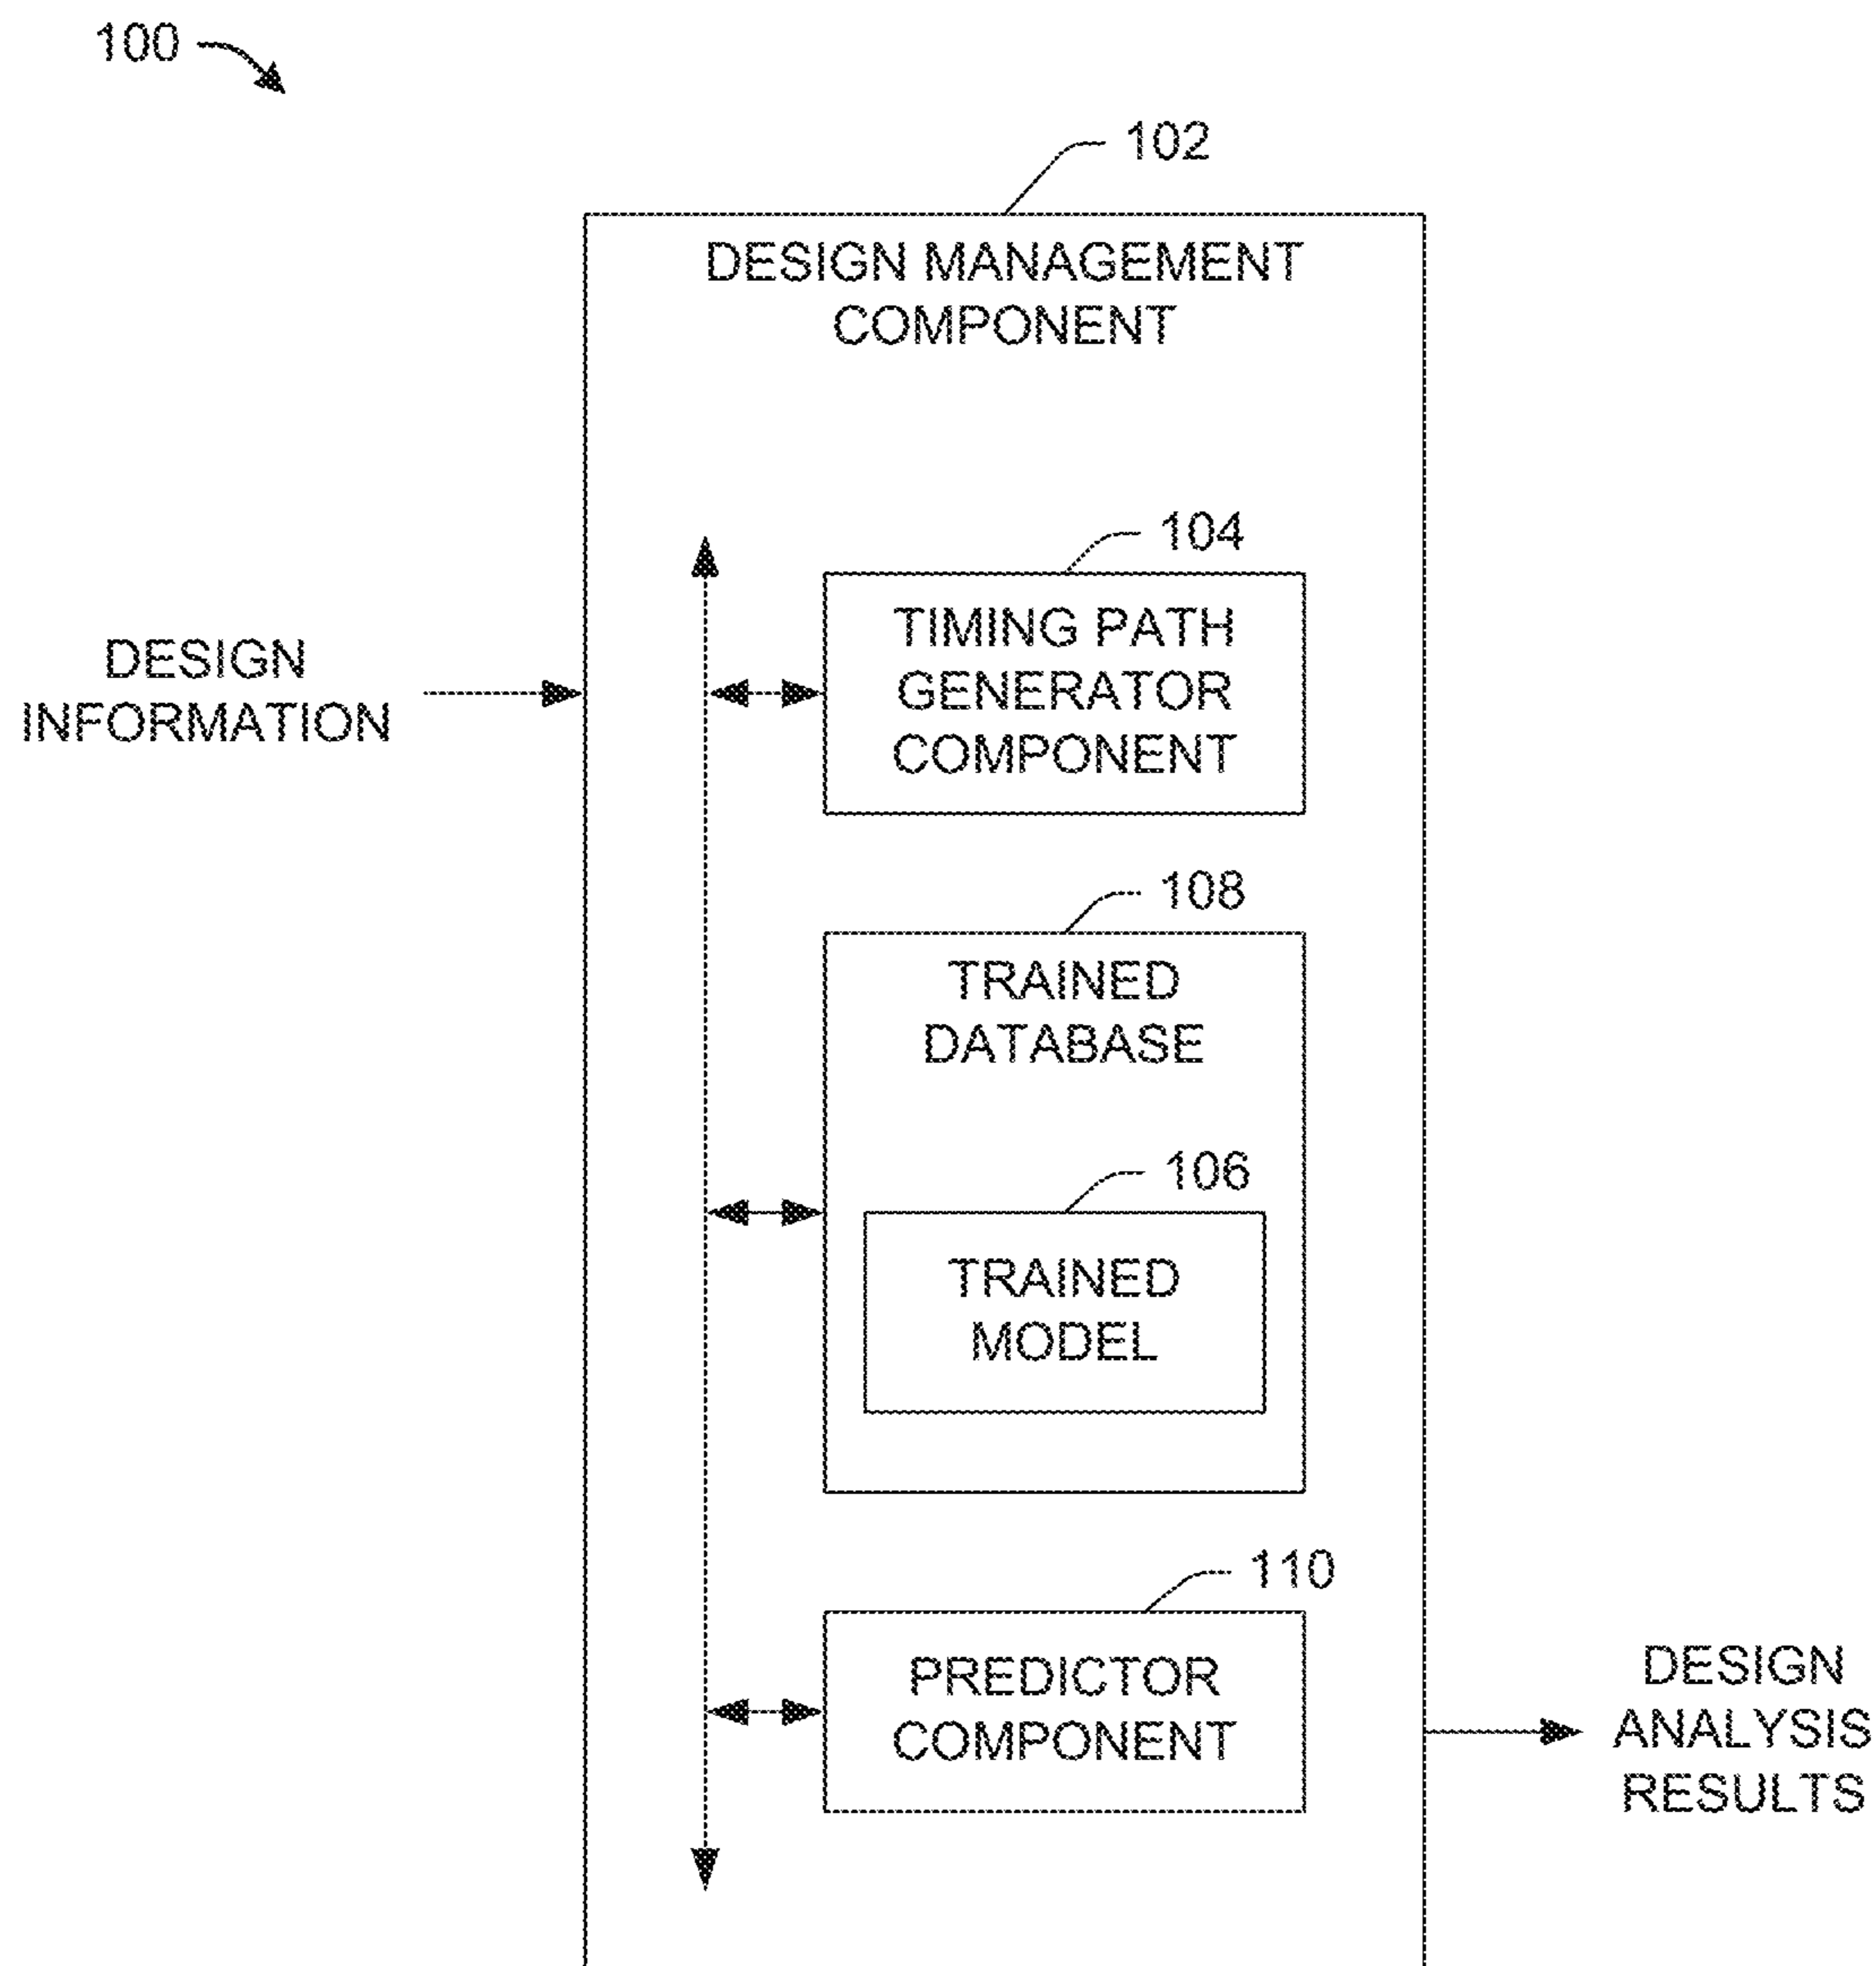 100
102
DESIGN MANAGEMENT
COMPONENT
104
TIMING PATH
GENERATOR
COMPONENT
DESIGN
INFORMATION
108
TRAINED
DATABASE
106
TRAINED
MODEL
110
PREDICTOR
COMPONENT
DESIGN
ANALYSIS
RESULTS